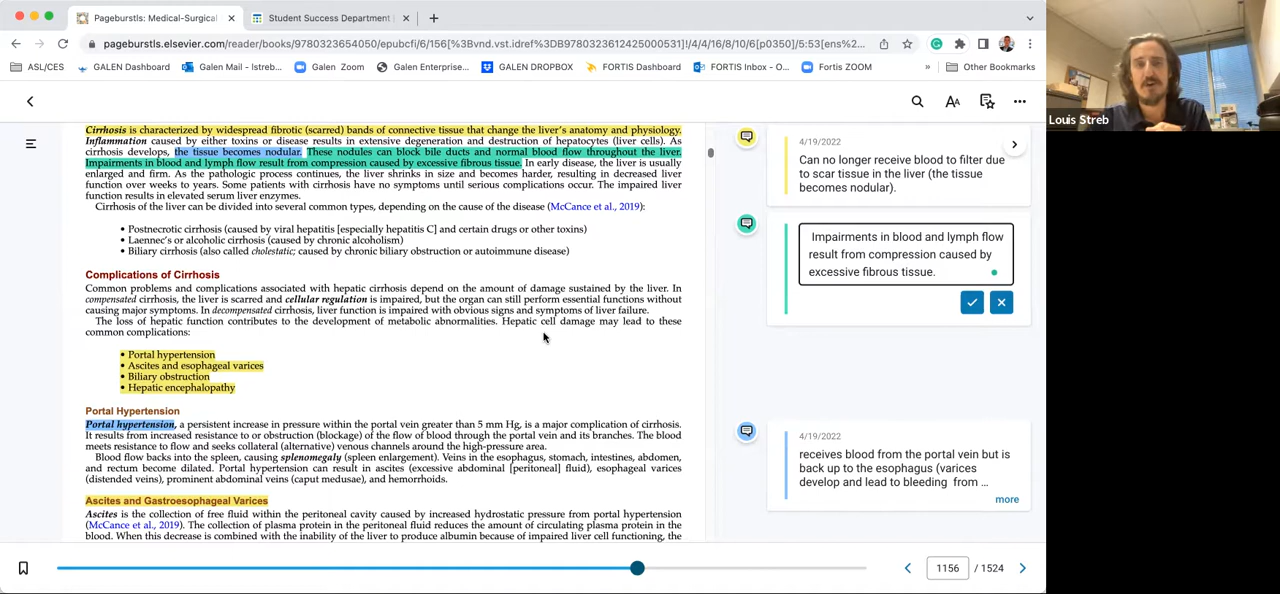 Pageburstls: Medical-Surgical
Student Success Department
pageburstls.elsevier.com/reader/books/9780323654050/epubcfi/6/156[%3Bvnd.vst.idref%3DB9780323612425000531]!/4/4/16/8/10/6[p0350]/5:53[ens%2...
ASL/CES
GALEN Dashboard
Galen Mail - lstreb...
Galen Zoom
Galen Enterprise...
GALEN DROPBOX
FORTIS Dashboard
FORTIS Inbox - O...
Fortis ZOOM
»
Other Bookmarks
Louis Streb
AA
Cirrhosis is characterized by widespread fibrotic (scarred) bands of connective tissue that change the liver's anatomy and physiology.
Inflammation caused by either toxins or disease results in extensive degeneration and destruction of hepatocytes (liver cells). As
cirrhosis develops, the tissue becomes nodular. These nodules can block bile ducts and normal blood flow throughout the liver.
Impairments in blood and lymph flow result from compression caused by excessive fibrous tissue. In early disease, the liver is usually
enlarged and firm. As the pathologic process continues, the liver shrinks in size and becomes harder, resulting in decreased liver
function over weeks to years. Some patients with cirrhosis have no symptoms until serious complications occur. The impaired liver
function results in elevated serum liver enzymes.
Cirrhosis of the liver can be divided into several common types, depending on the cause of the disease (McCance et al., 2019):
• Postnecrotic cirrhosis (caused by viral hepatitis [especially hepatitis C] and certain drugs or other toxins)
• Laennec's or alcoholic cirrhosis (caused by chronic alcoholism)
• Biliary cirrhosis (also called cholestatic; caused by chronic biliary obstruction or autoimmune disease)
Complications of Cirrhosis
Common problems and complications associated with hepatic cirrhosis depend on the amount of damage sustained by the liver. In
compensated cirrhosis, the liver is scarred and cellular regulation is impaired, but the organ can still perform essential functions without
causing major symptoms. In decompensated cirrhosis, liver function is impaired with obvious signs and symptoms of liver failure.
The loss of hepatic function contributes to the development of metabolic abnormalities. Hepatic cell damage may lead to these
common complications:
• Portal hypertension
• Ascites and esophageal varices
• Biliary obstruction
• Hepatic encephalopathy
Portal Hypertension
Portal hypertension, a persistent increase in pressure within the portal vein greater than 5 mm Hg, is a major complication of cirrhosis.
It results from increased resistance to or obstruction (blockage) of the flow of blood through the portal vein and its branches. The blood
meets resistance to flow and seeks collateral (alternative) venous channels around the high-pressure area.
Blood flow backs into the spleen, causing splenomegaly (spleen enlargement). Veins in the esophagus, stomach, intestines, abdomen,
and rectum become dilated. Portal hypertension can result in ascites (excessive abdominal [peritoneal] fluid), esophageal varices
(distended veins), prominent abdominal veins (caput medusae), and hemorrhoids.
Ascites and Gastroesophageal Varices
Ascites is the collection of free fluid within the peritoneal cavity caused by increased hydrostatic pressure from portal hypertension
(McCance et al., 2019). The collection of plasma protein in the peritoneal fluid reduces the amount of circulating plasma protein in the
blood. When this decrease is combined with the inability of the liver to produce albumin because of impaired liver cell functioning, the
4/19/2022
Can no longer receive blood to filter due
to scar tissue in the liver (the tissue
becomes nodular).
Impairments in blood and lymph flow
result from compression caused by
excessive fibrous tissue.
4/19/2022
receives blood from the portal vein but is
back up to the esophagus (varices
develop and lead to bleeding from ...
more
1156 / 1524